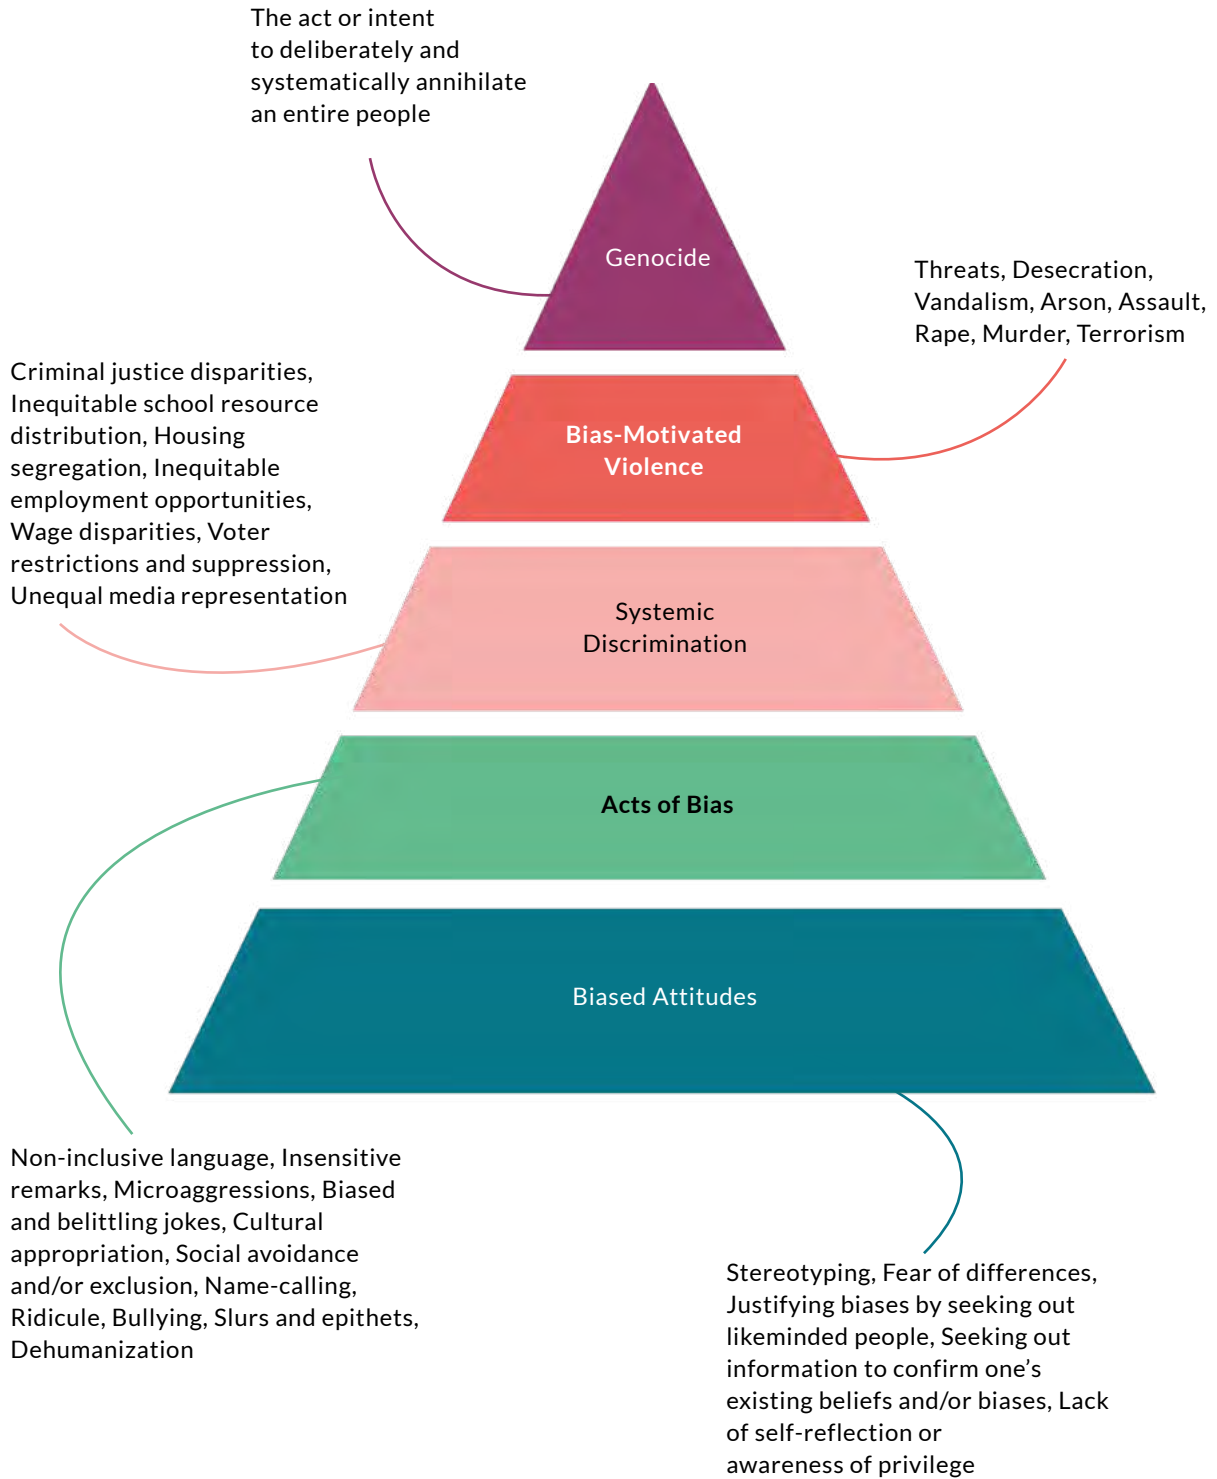 The act or intent
to deliberately and
systematically annihilate
an entire people
Genocide
Threats, Desecration,
Vandalism, Arson, Assault,
Rape, Murder, Terrorism
Criminal justice disparities,
Inequitable school resource
distribution, Housing
segregation, Inequitable
employment opportunities,
Wage disparities, Voter
restrictions and suppression,
Unequal media representation
Bias-Motivated
Violence
Systemic
Discrimination
Acts of Bias
Biased Attitudes
Non-inclusive language, Insensitive
remarks, Microaggressions, Biased
and belittling jokes, Cultural
appropriation, Social avoidance
and/or exclusion, Name-calling,
Ridicule, Bullying, Slurs and epithets,
Dehumanization
Stereotyping, Fear of differences,
Justifying biases by seeking out
likeminded people, Seeking out
information to confirm one’s
existing beliefs and/or biases, Lack
of self-reflection or
awareness of privilege